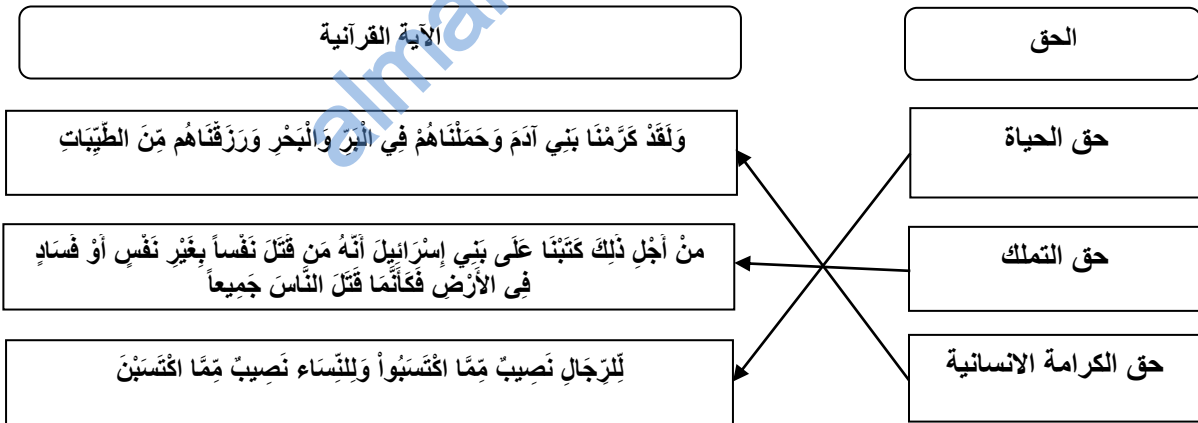 الحق
الآية القرآنية
حق الحياة
وَلَقَدْ كَرَّمْنَا بَنِي آدَمَ وَحَمَلْنَاهُمْ فِي الْبَرِّ وَالْبَحْرِ وَرَزَقْنَاهُم مِّنَ الطَّيِّبَاتِ
حق التملك
منْ أَجْلِ ذَلِكَ كَتَبْنَا عَلَى بَنِي إِسْرَائِيلَ أَنَّهُ مَن قَتَلَ نَفْساً بِغَيْرِ نَفْسٍ أَوْ فَسَادٍ
فِى الأَرْضِ فَكَأَنَّمَا قَتَلَ النَّاسَ جَمِيعاً
حق الكرامة الانسانية
لِّلرِّجَالِ نَصِيبٌ مِّمَّا اكْتَسَبُواْ وَلِلنِّسَاء نَصِيبٌ مِّمَّا اكْتَسَبْنَ